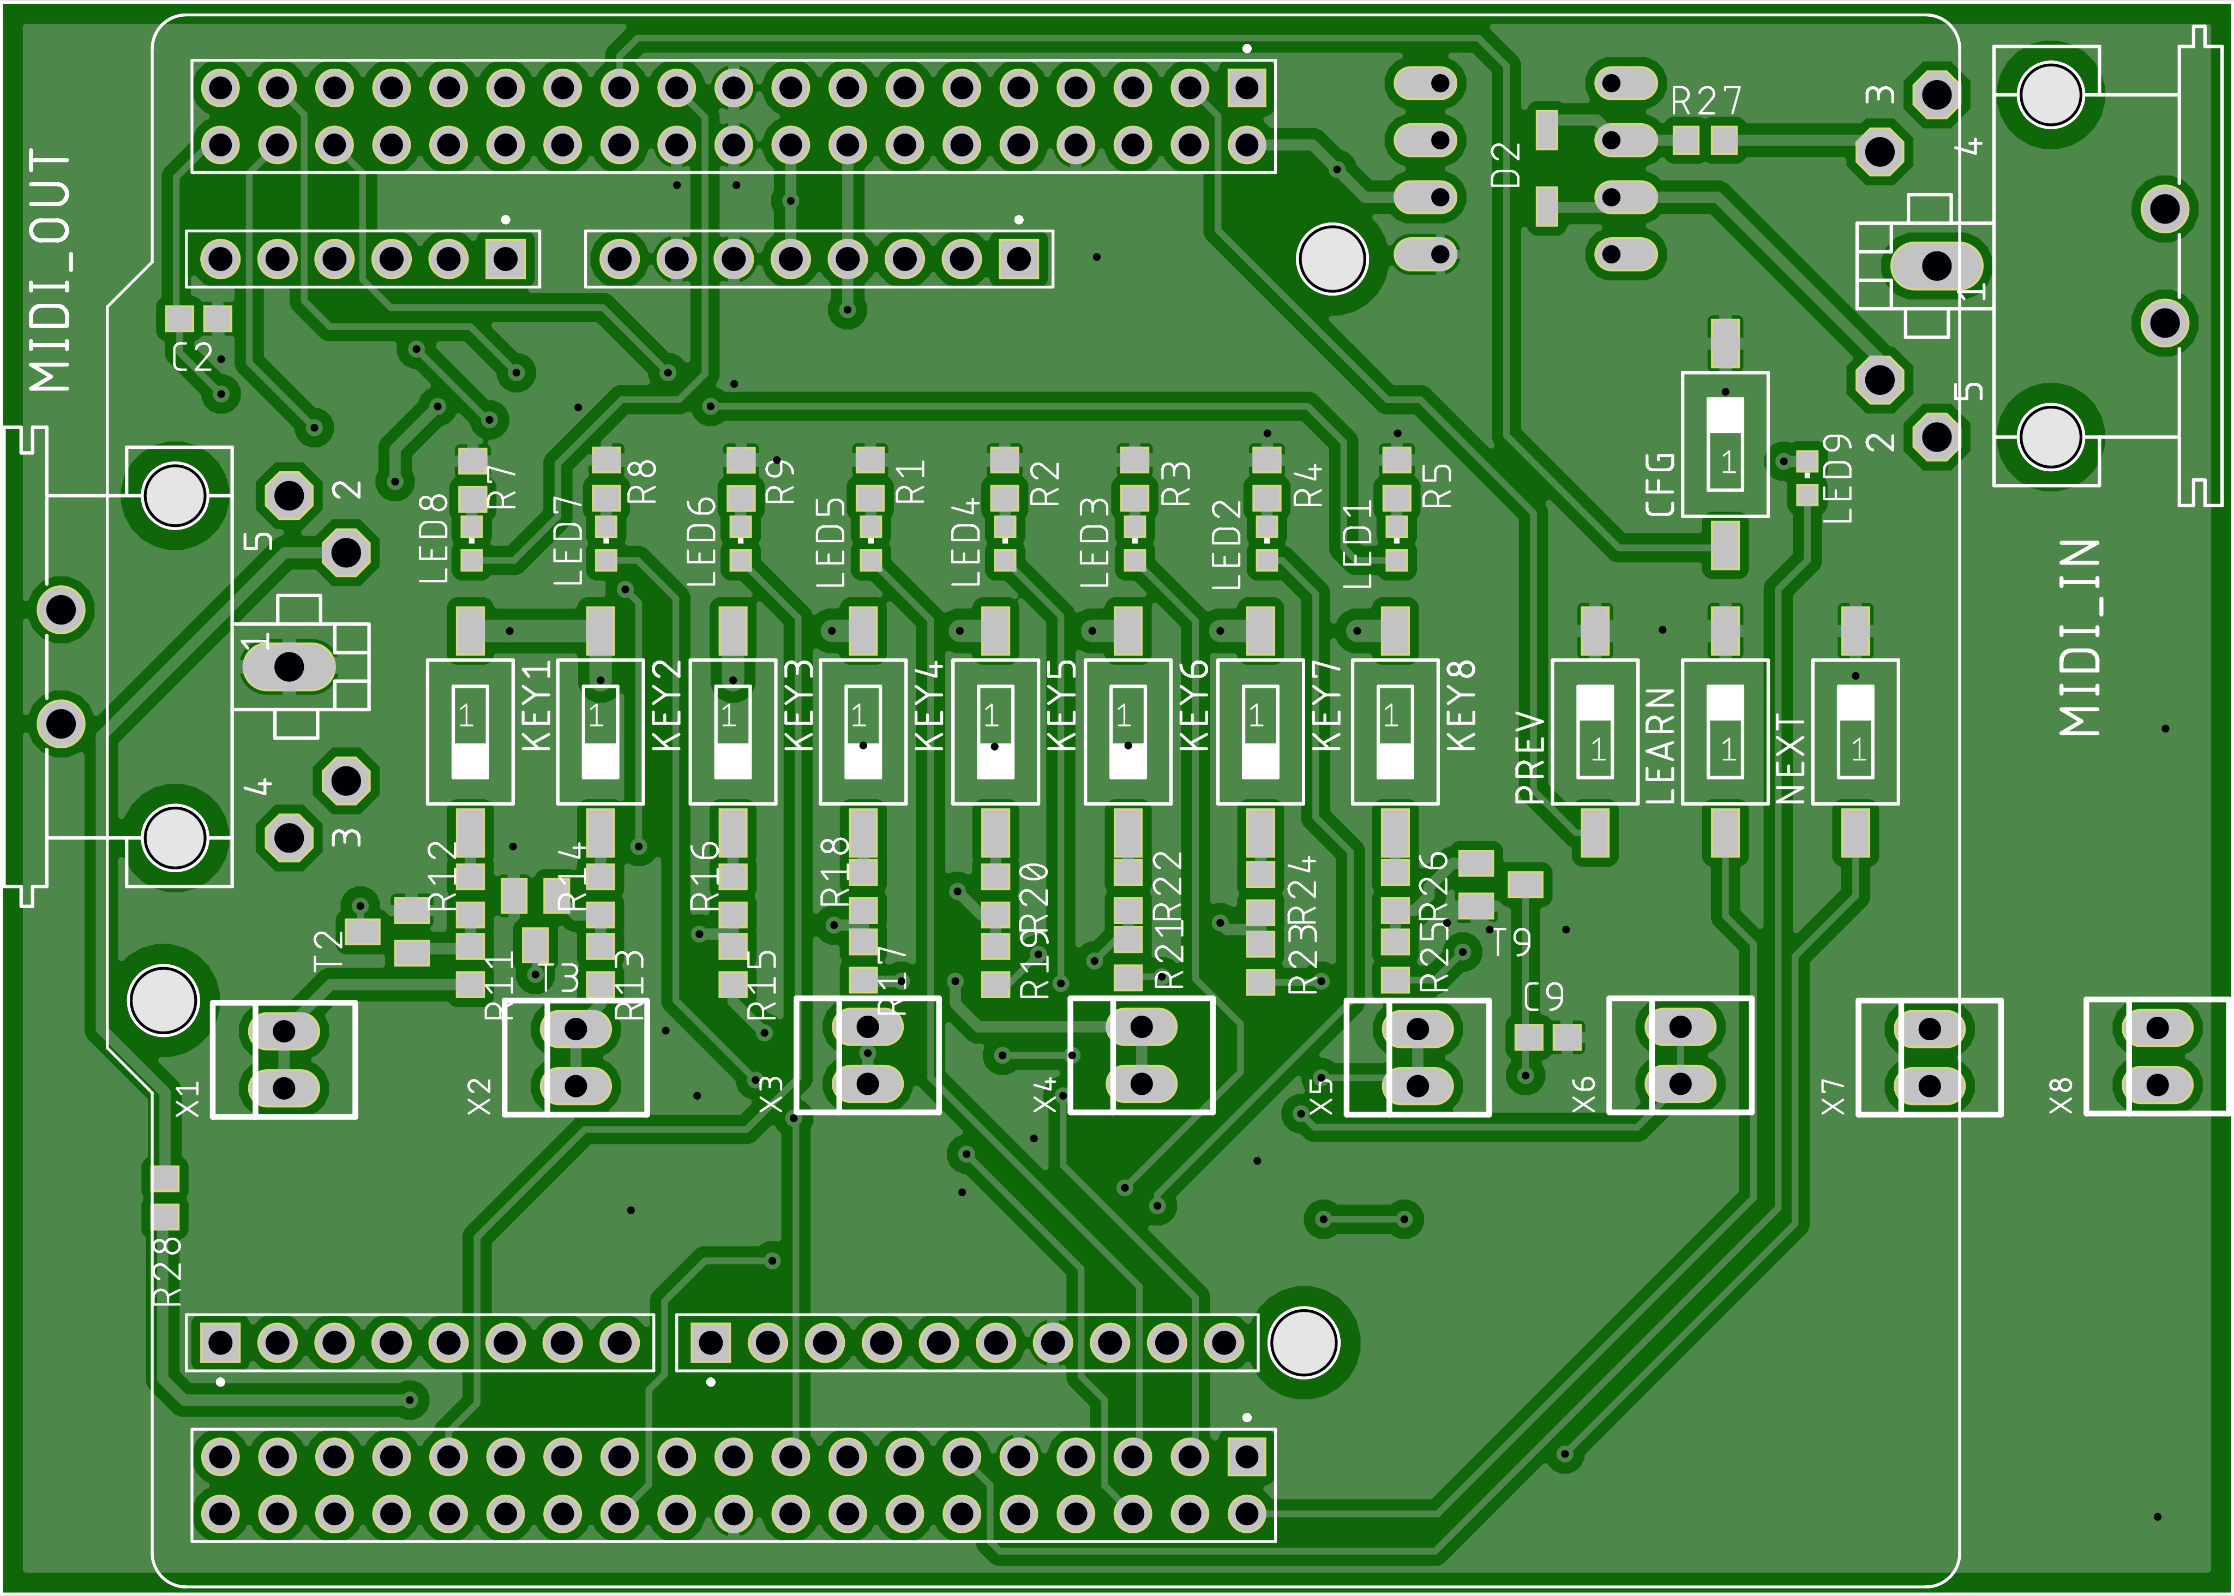 R27
3
4
D2
MIDI_OUT
1
C2
5
2
CFG
1
LED9
R7
R8
R9
R1
R2
R3
R4
R5
LED8
LED7
LED6
LED5
LED4
LED3
LED2
LED1
2
5
1
4
3
MIDI_IN
KEY1
KEY2
KEY3
KEY4
KEY5
KEY6
KEY7
KEY8
PREV
LEARN
NEXT
1
1
1
1
1
1
1
1
1
1
1
R12
R14
R16
R18
R20
R22
R24
R26
T2
R11
T3
R13
R15
R17
R19
R21
R23
R25
T9
C9
X1
X2
X3
X4
X5
X6
X7
X8
R28